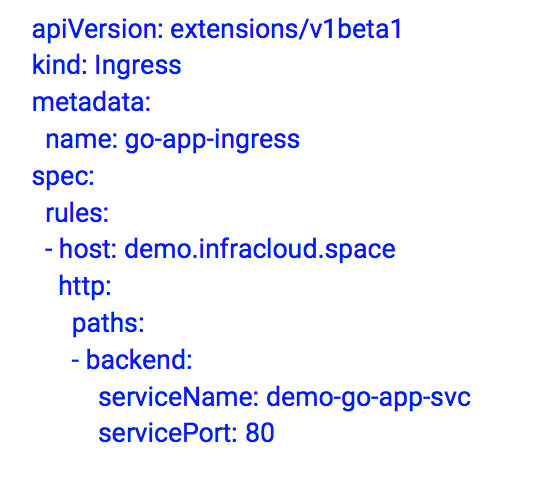 apiVersion: extensions/v1beta1
kind: Ingress
metadata:
  name: go-app-ingress
spec:
  rules:
  - host: demo.infracloud.space
    http:
      paths:
      - backend:
          serviceName: demo-go-app-svc
          servicePort: 80